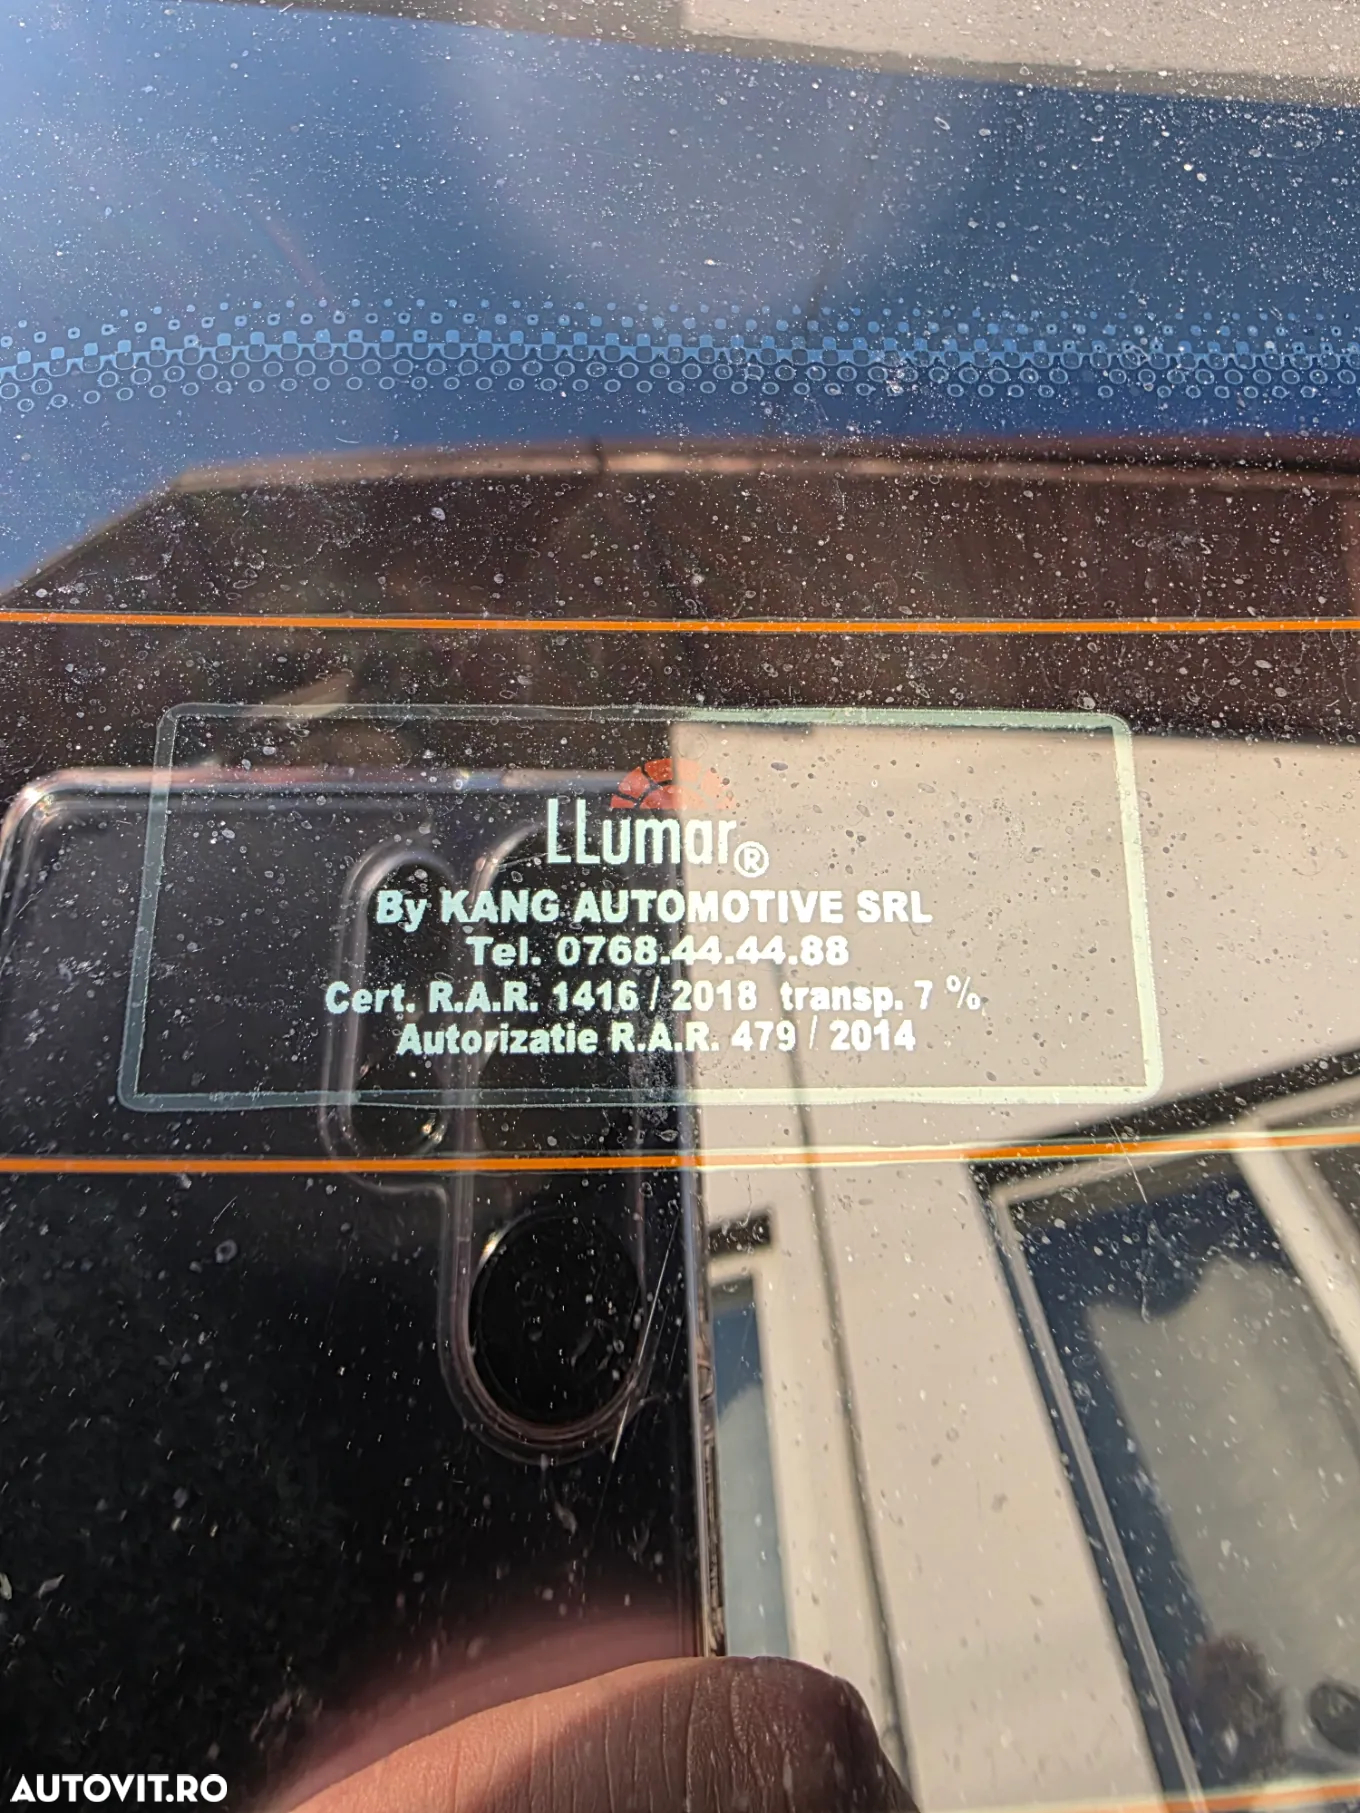 LLumar®
By KANG AUTOMOTIVE SRL
Tel. 0768.44.44.88
Cert. R.A.R. 1416 / 2018 transp. 7 %
Autorizatie R.A.R. 479 / 2014
AUTOVIT.RO